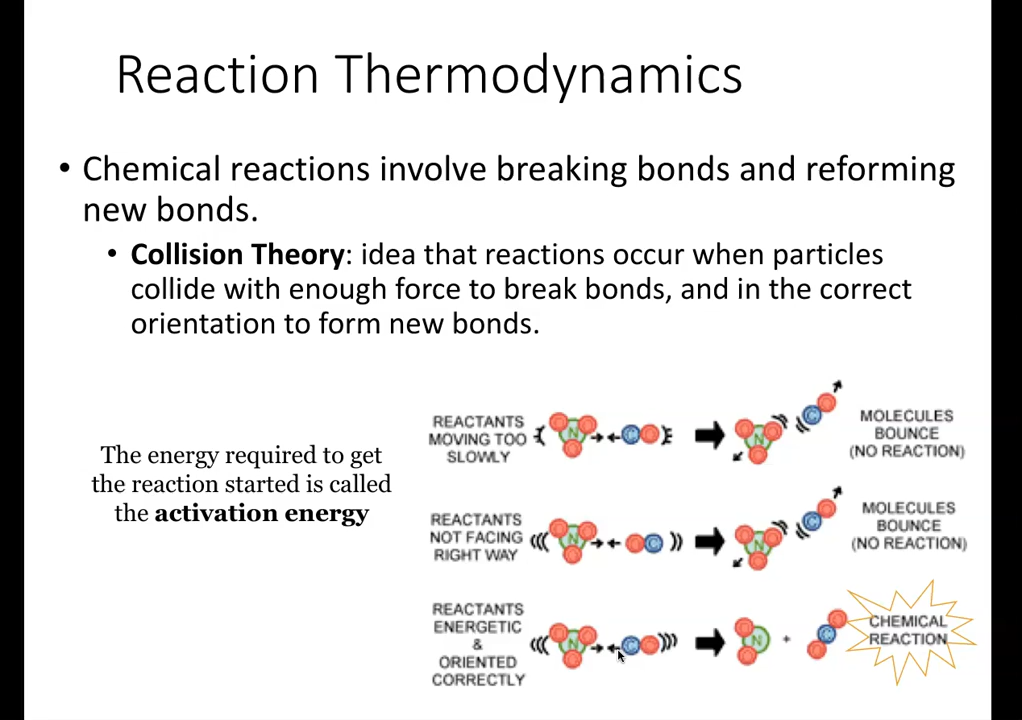 Reaction Thermodynamics
• Chemical reactions involve breaking bonds and reforming
new bonds.
• Collision Theory: idea that reactions occur when particles
collide with enough force to break bonds, and in the correct
orientation to form new bonds.
The energy required to get
the reaction started is called
the activation energy
REACTANTS
MOVING TOO
SLOWLY
N
C
N
C
MOLECULES
BOUNCE
(NO REACTION)
REACTANTS
NOT FACING
RIGHT WAY
N
C
N
C
MOLECULES
BOUNCE
(NO REACTION)
REACTANTS
ENERGETIC
&
ORIENTED
CORRECTLY
N
C
N
+
C
CHEMICAL
REACTION